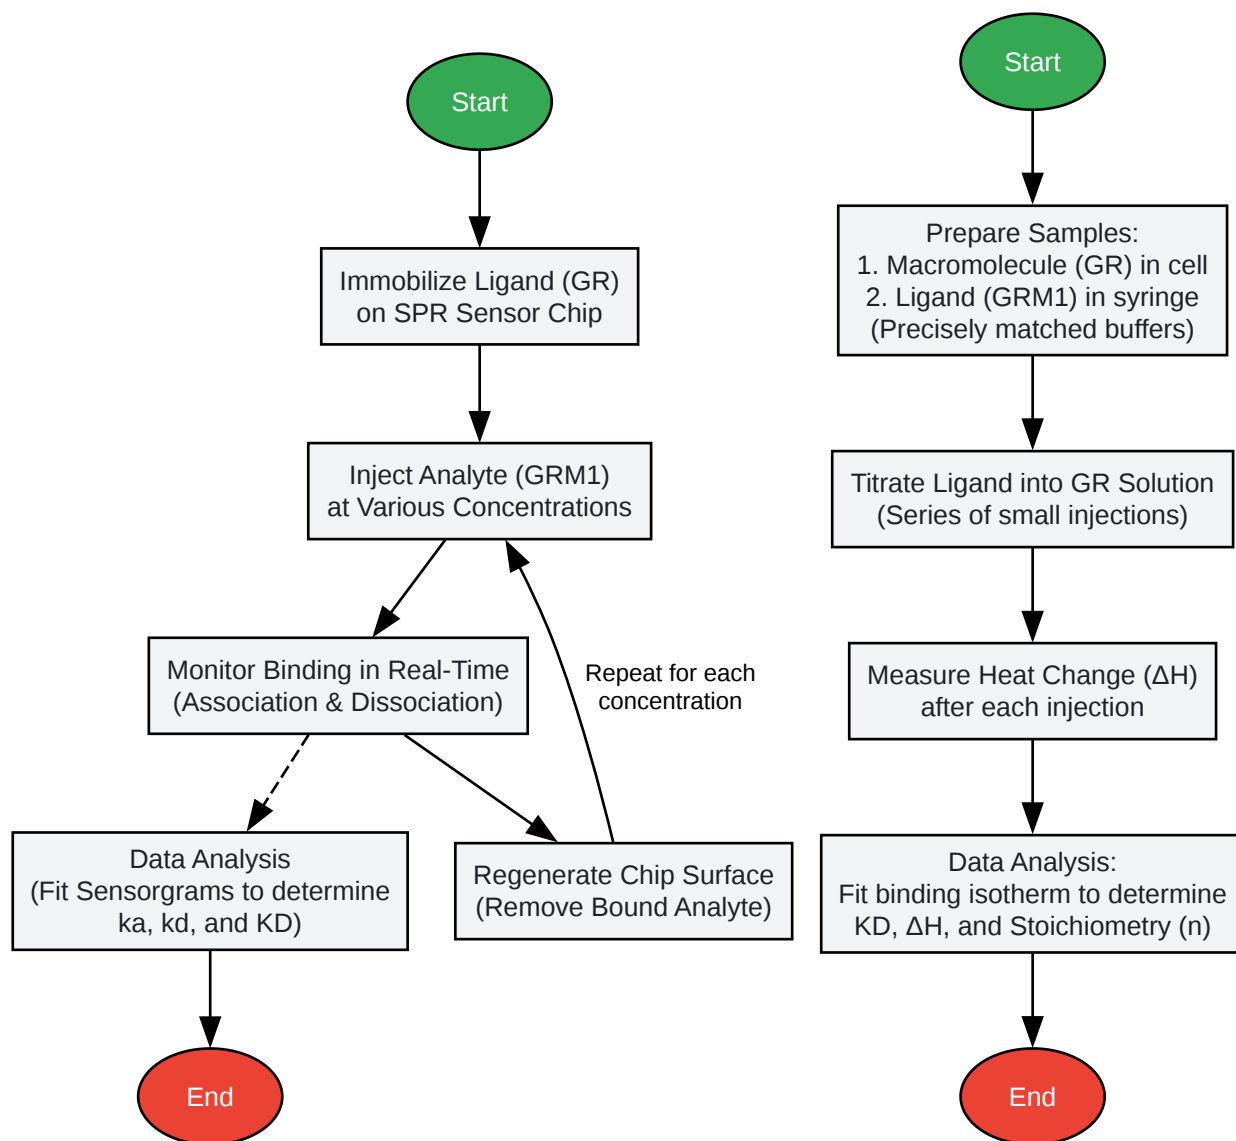 Start
Immobilize Ligand (GR)
on SPR Sensor Chip
Inject Analyte (GRM1)
at Various Concentrations
Monitor Binding in Real-Time
(Association & Dissociation)
Repeat for each
concentration
Data Analysis
(Fit Sensorgrams to determine
ka, kd, and KD)
Regenerate Chip Surface
(Remove Bound Analyte)
End
Start
Prepare Samples:
1. Macromolecule (GR) in cell
2. Ligand (GRM1) in syringe
(Precisely matched buffers)
Titrate Ligand into GR Solution
(Series of small injections)
Measure Heat Change (ΔH)
after each injection
Data Analysis:
Fit binding isotherm to determine
KD, ΔH, and Stoichiometry (n)
End